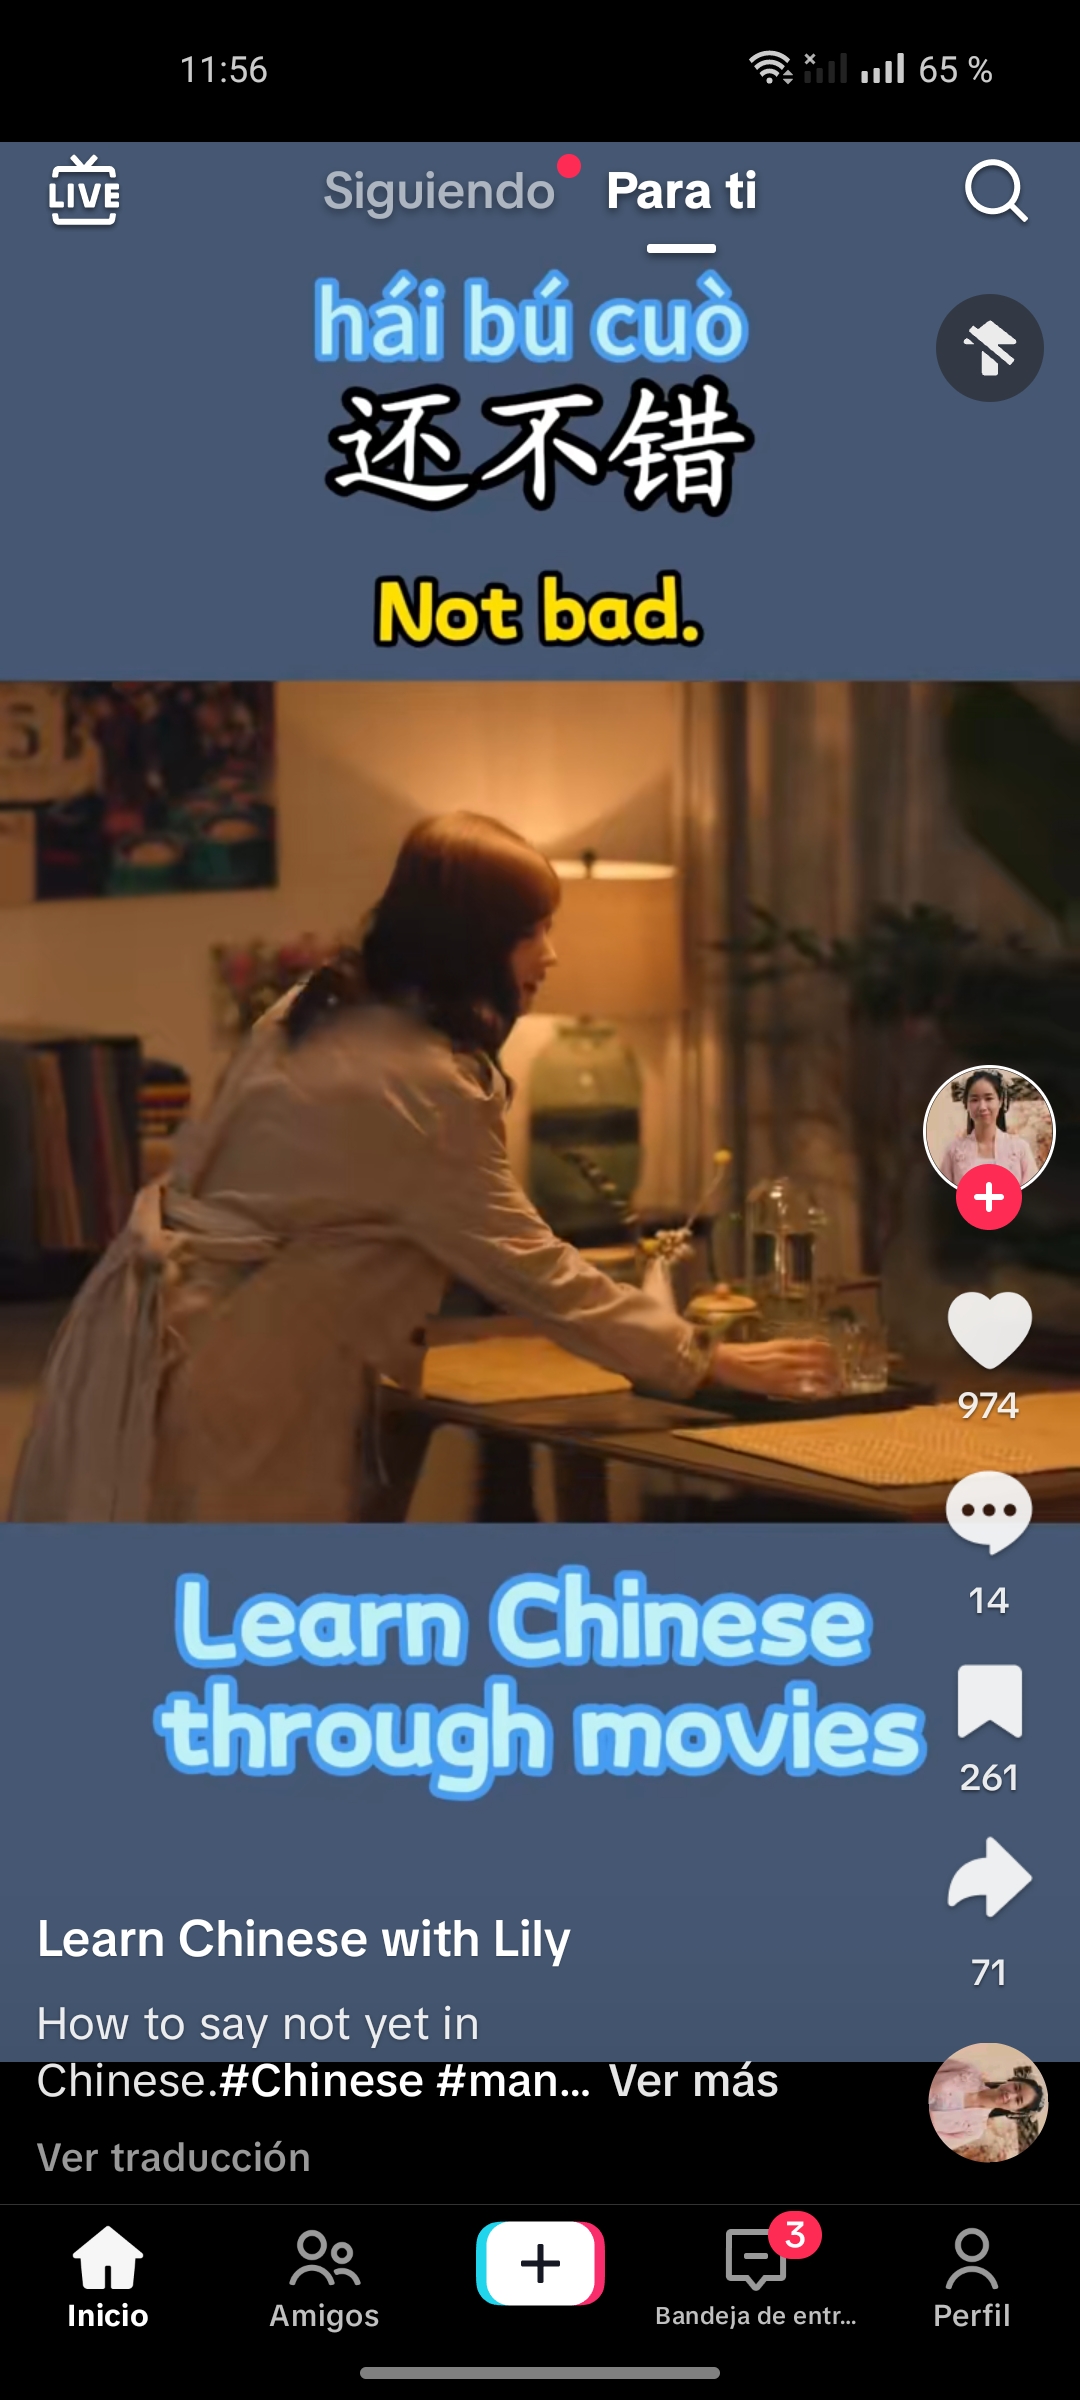 11:56
65 %
LIVE
Siguiendo
Para ti
hái bú cuò
还不错
Not bad.
974
14
Learn Chinese
through movies
261
71
Learn Chinese with Lily
How to say not yet in
Chinese.#Chinese #man... Ver más
Ver traducción
3
Inicio
Amigos
Bandeja de entr...
Perfil